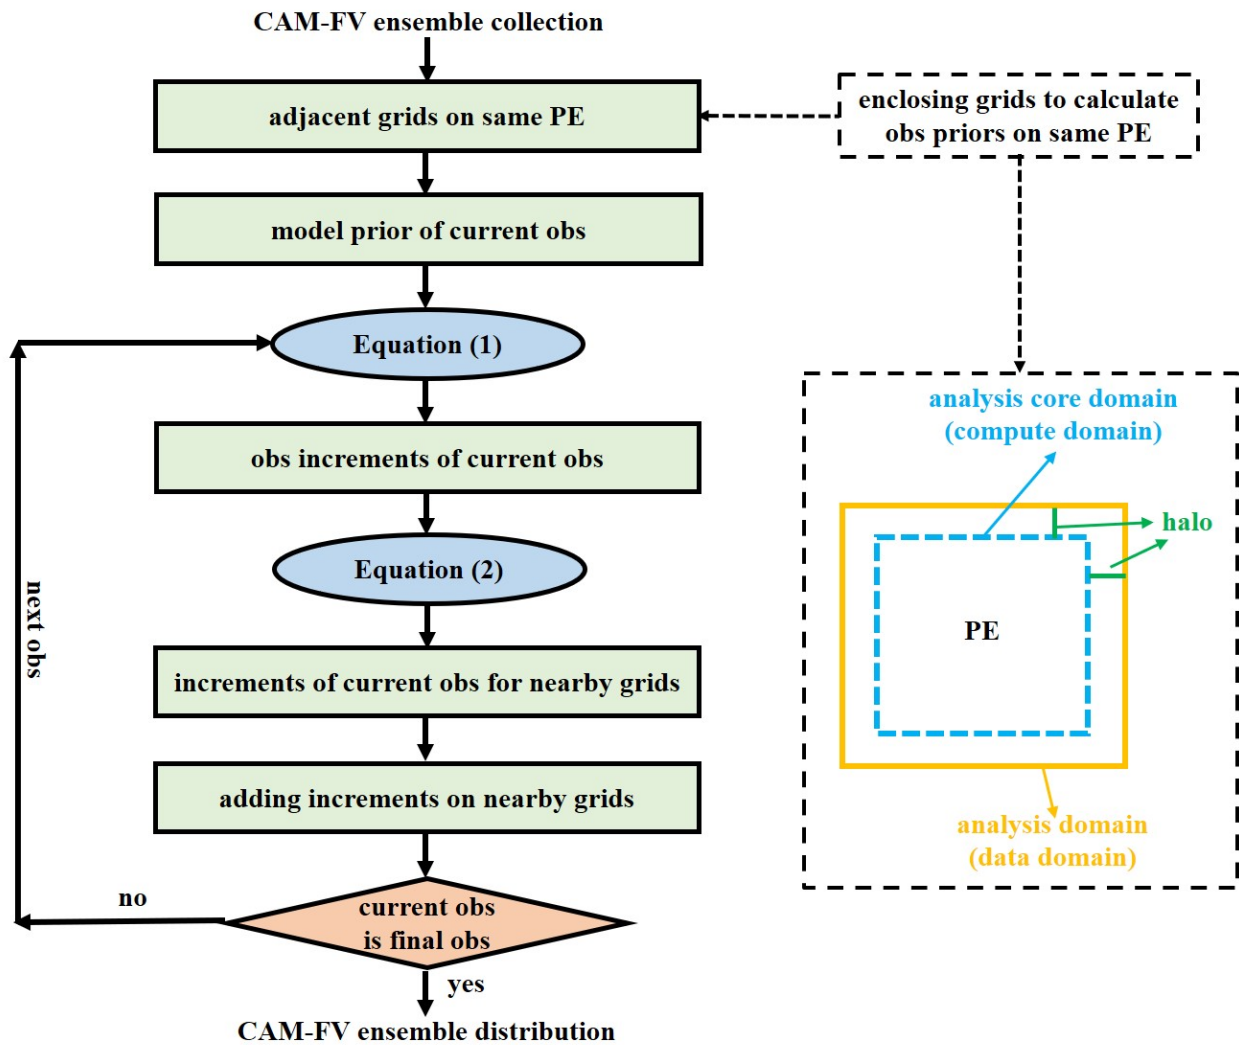 CAM-FV ensemble collection
adjacent grids on same PE
model prior of current obs
Equation (1)
obs increments of current obs
Equation (2)
increments of current obs for nearby grids
adding increments on nearby grids
current obs
is final obs
no
next obs
yes
CAM-FV ensemble distribution
enclosing grids to calculate
obs priors on same PE
analysis core domain
(compute domain)
halo
PE
analysis domain
(data domain)